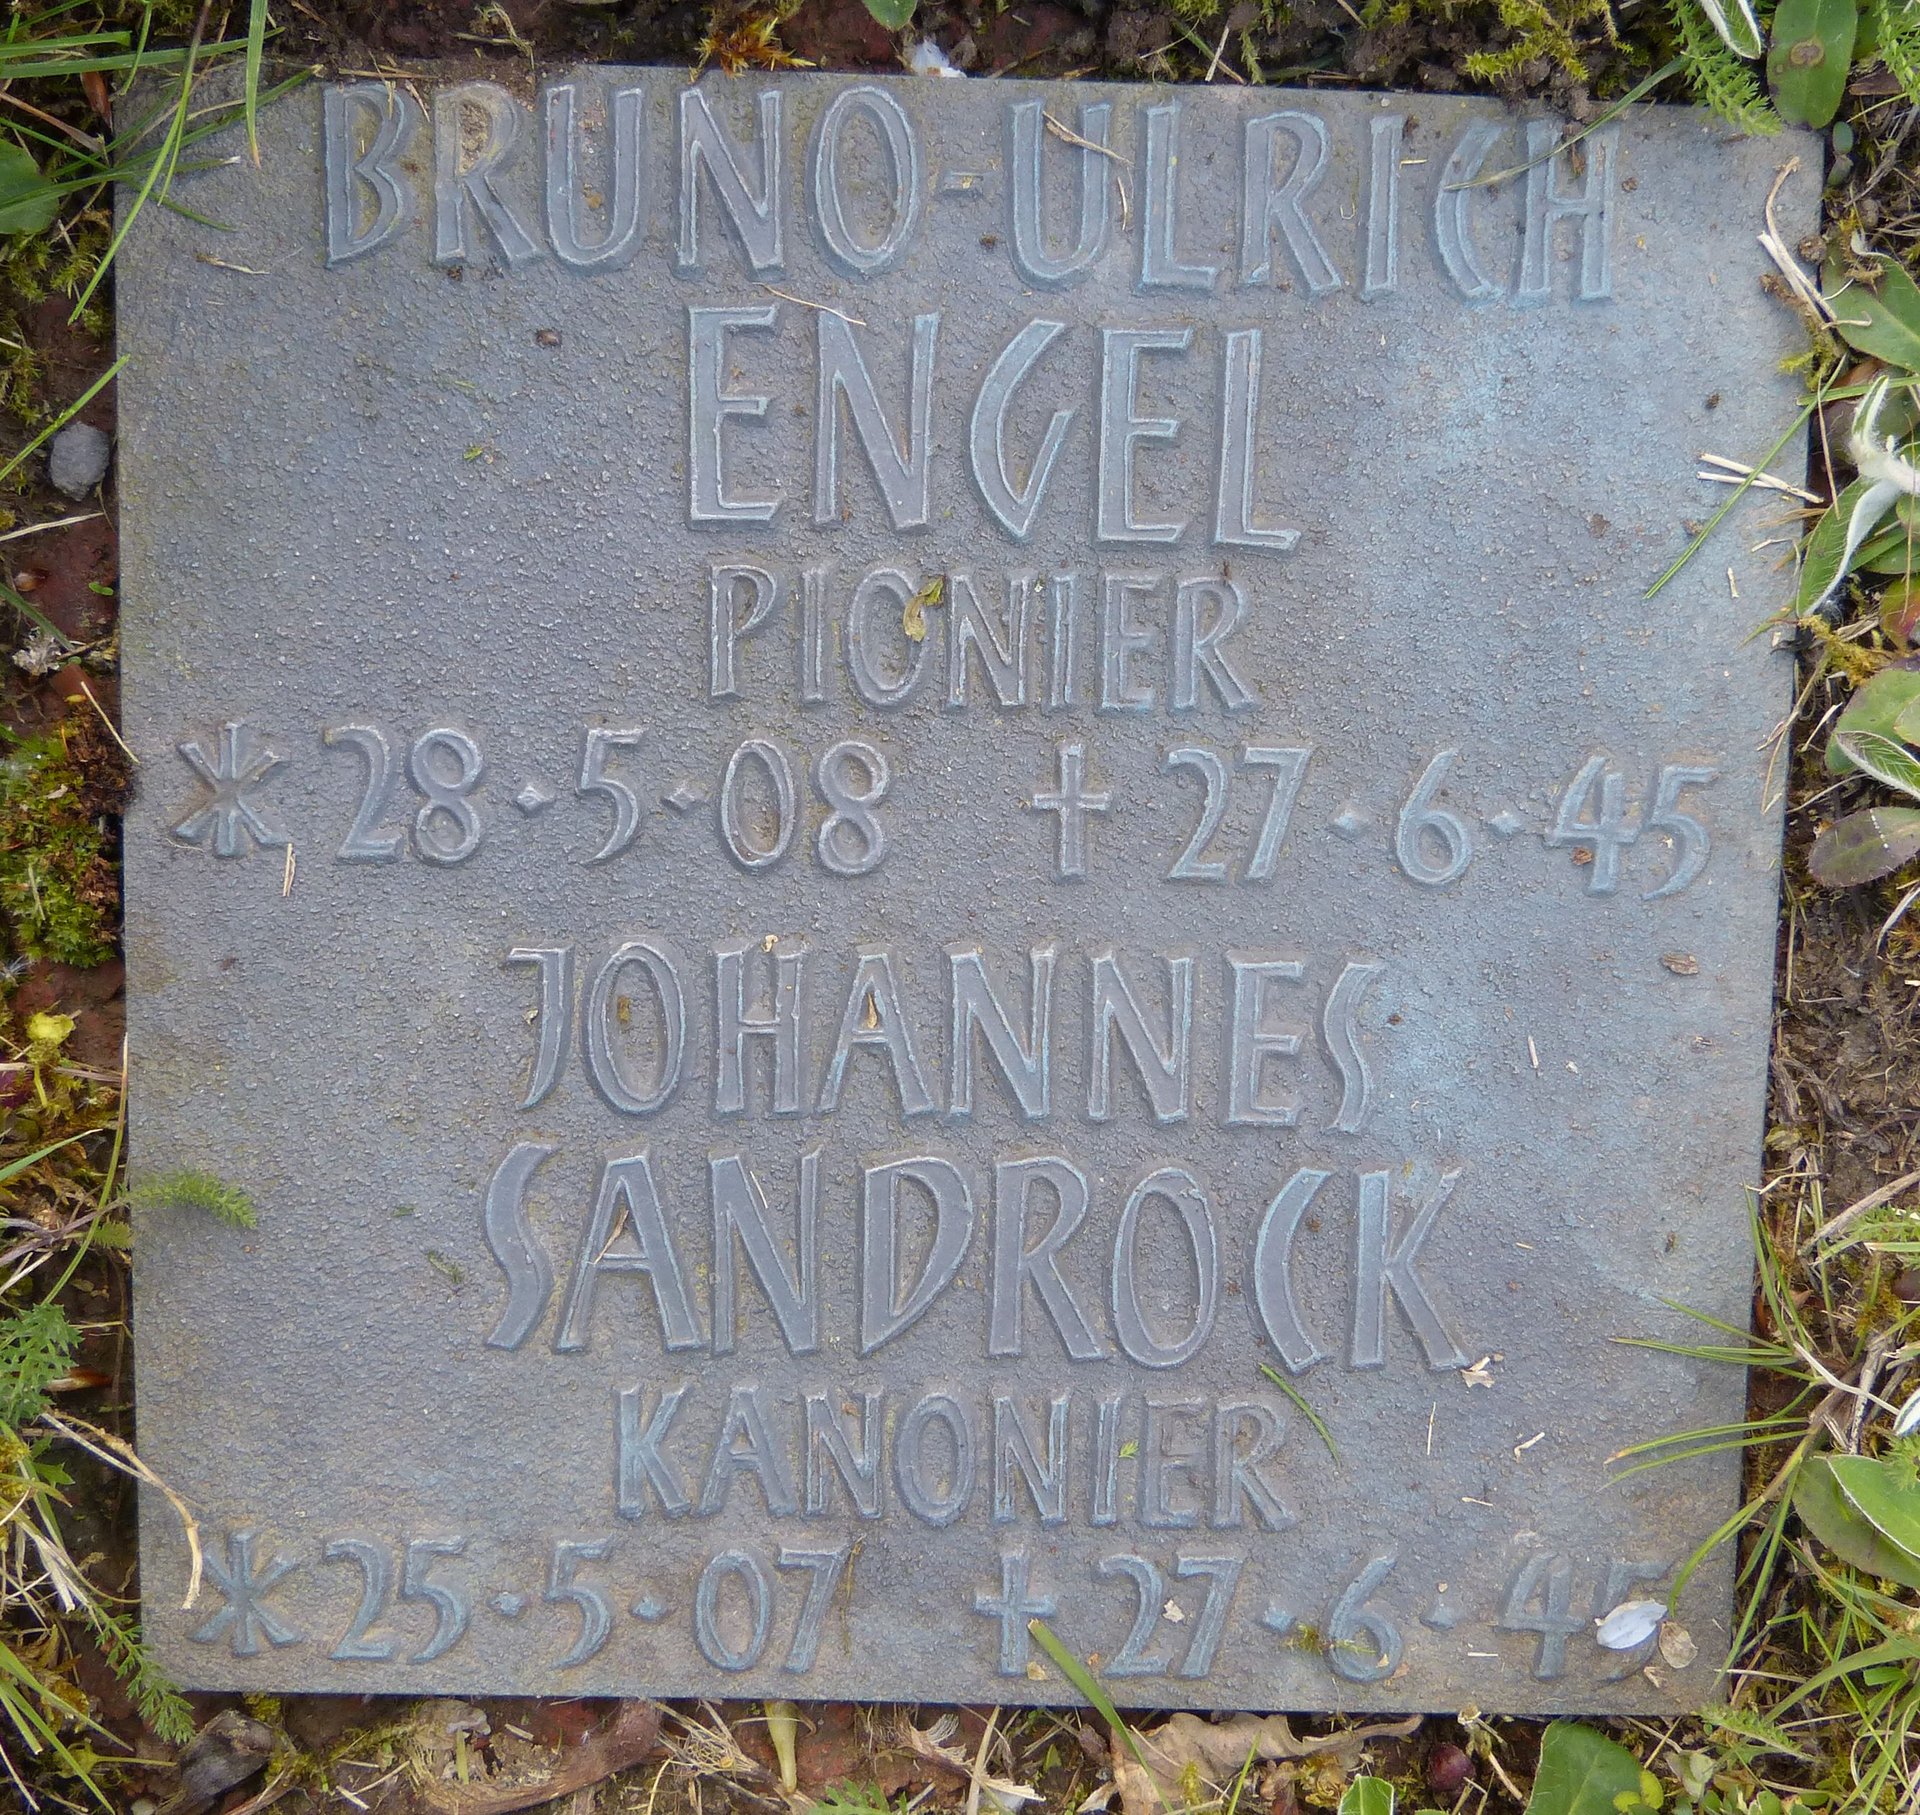 BRUNO-ULRICH
ENGEL
PIONIER
* 28·5·08 † 27·6·45
JOHANNES
SANDROCK
KANONIER
* 25·5·07 † 27·6·45